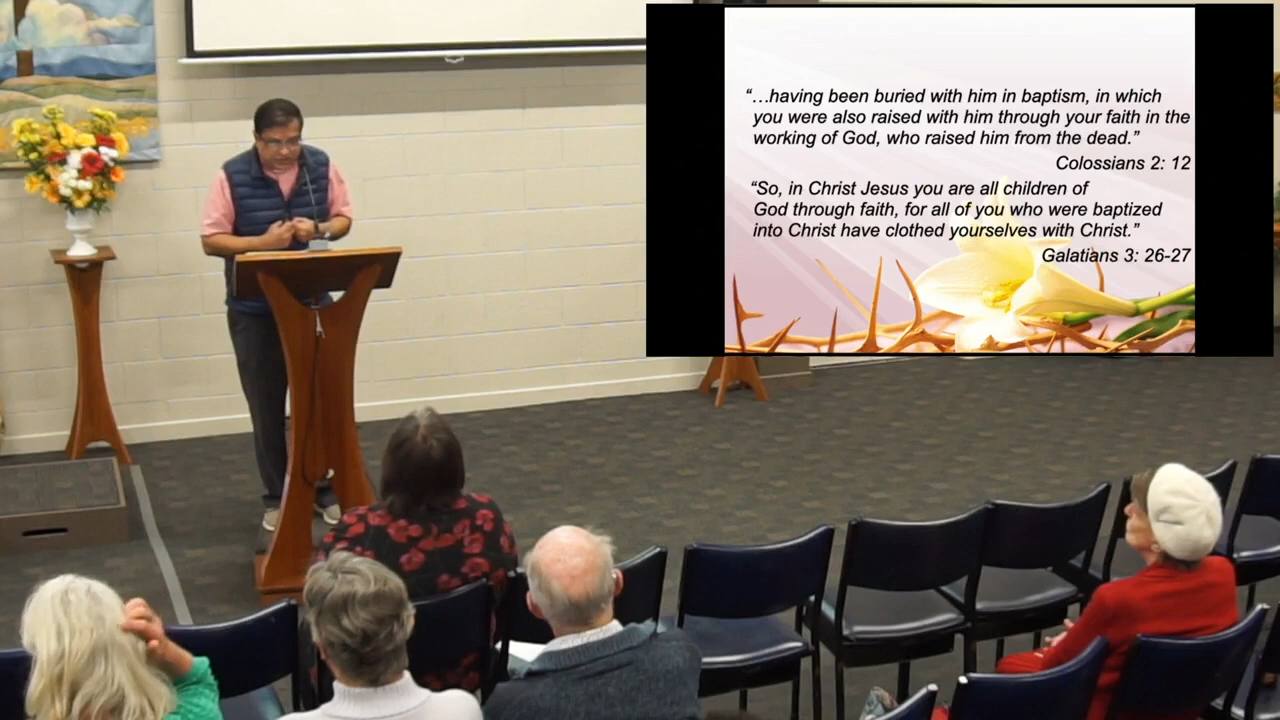 “…having been buried with him in baptism, in which
you were also raised with him through your faith in the
working of God, who raised him from the dead.”
Colossians 2: 12
“So, in Christ Jesus you are all children of
God through faith, for all of you who were baptized
into Christ have clothed yourselves with Christ.”
Galatians 3: 26-27